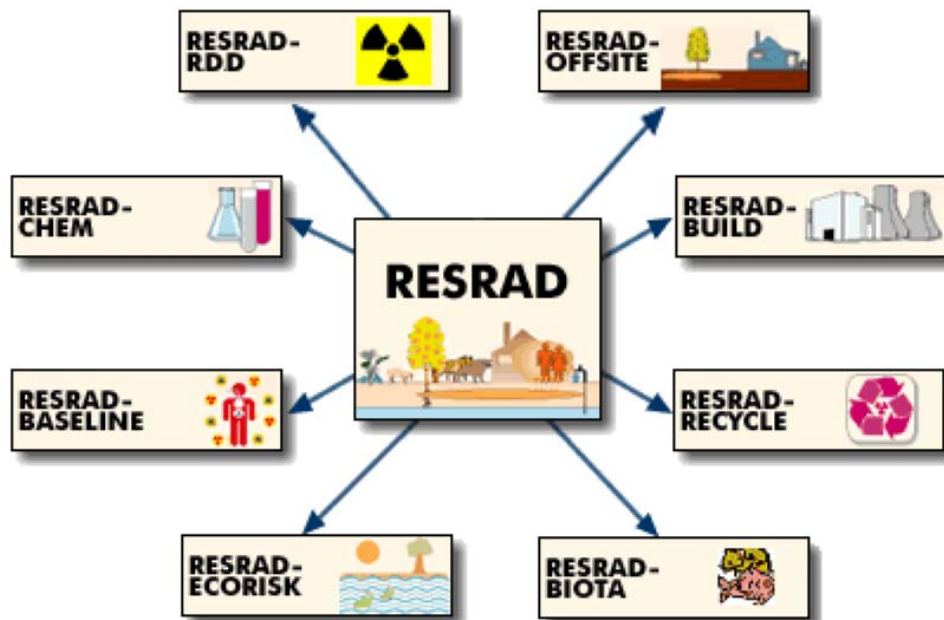 RESRAD-
RDD
RESRAD-
OFFSITE
RESRAD-
CHEM
RESRAD-
BUILD
RESRAD
RESRAD-
BASELINE
RESRAD-
RECYCLE
RESRAD-
ECORISK
RESRAD-
BIOTA